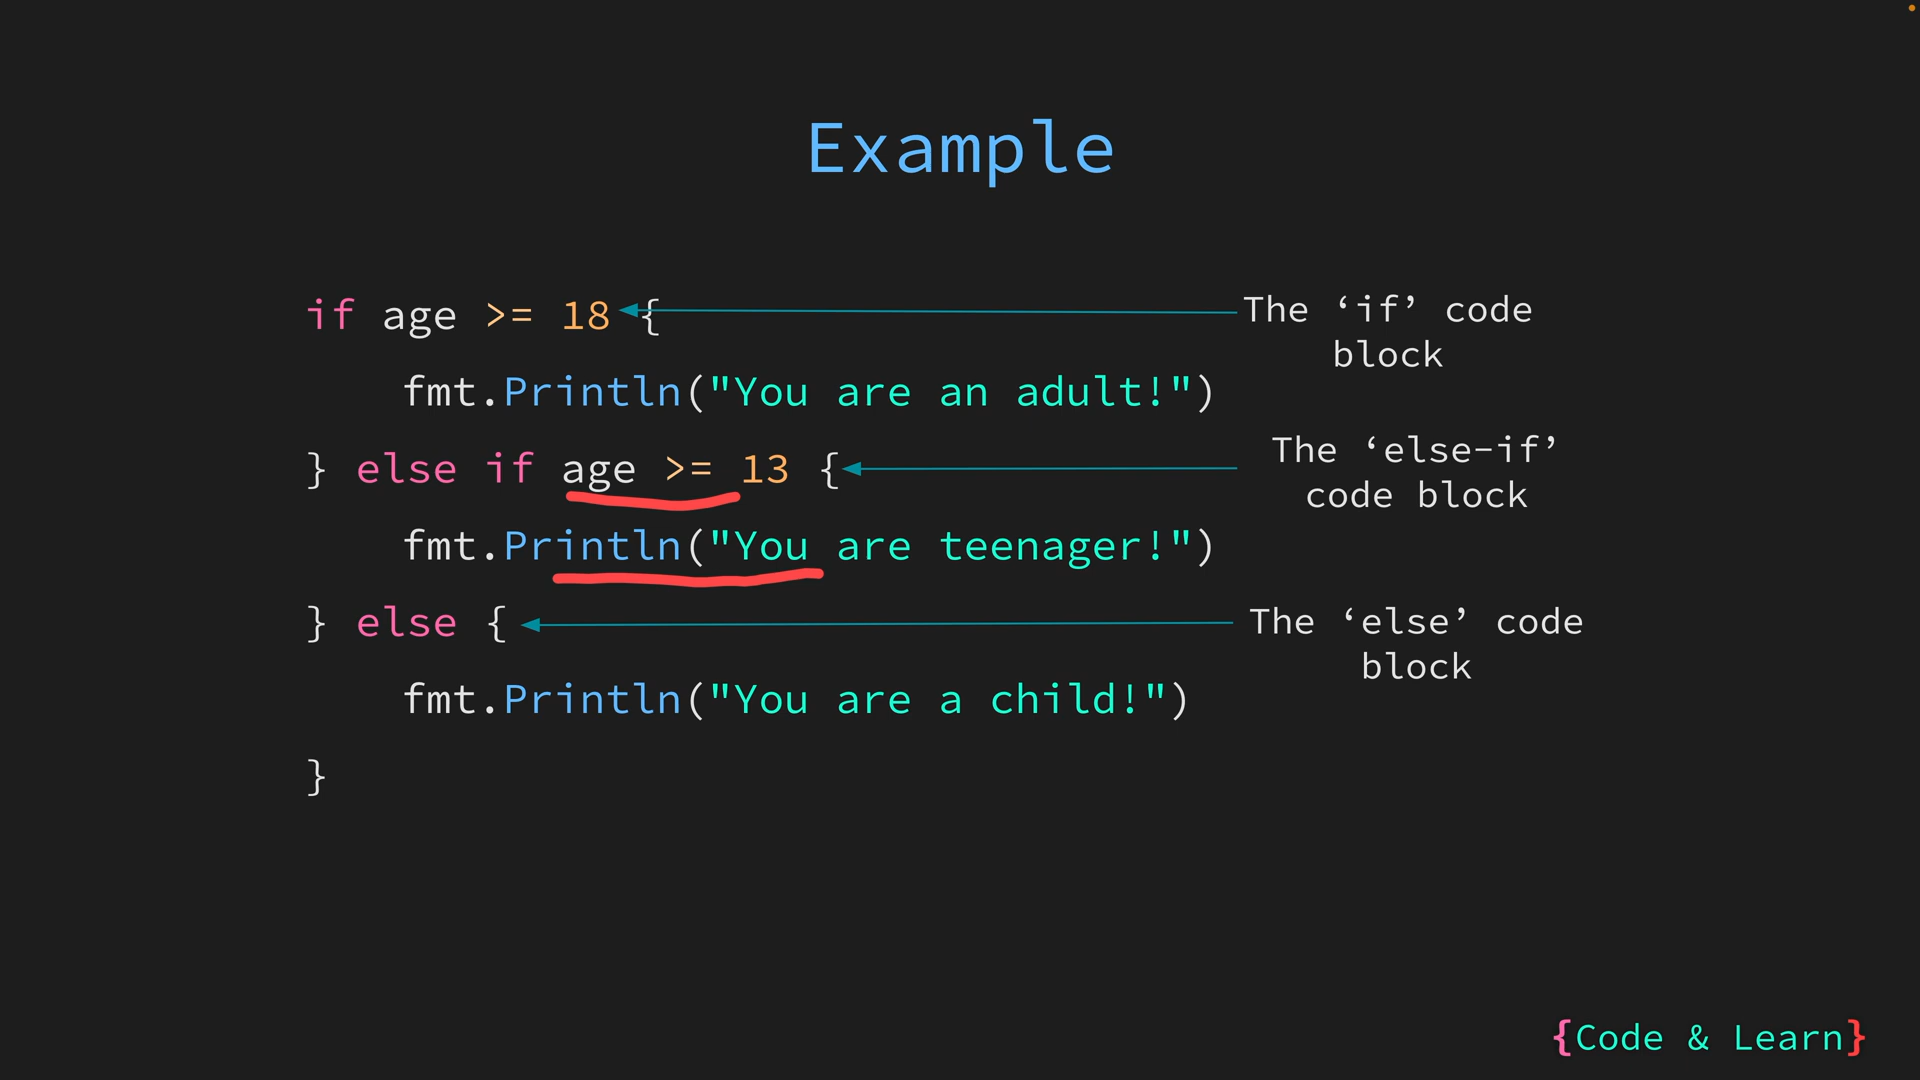 Example
if age >= 18 {
The ‘if’ code
block
fmt.Println("You are an adult!")
} else if age >= 13 {
The ‘else-if’
code block
fmt.Println("You are teenager!")
} else {
The ‘else’ code
block
fmt.Println("You are a child!")
}
{Code & Learn}